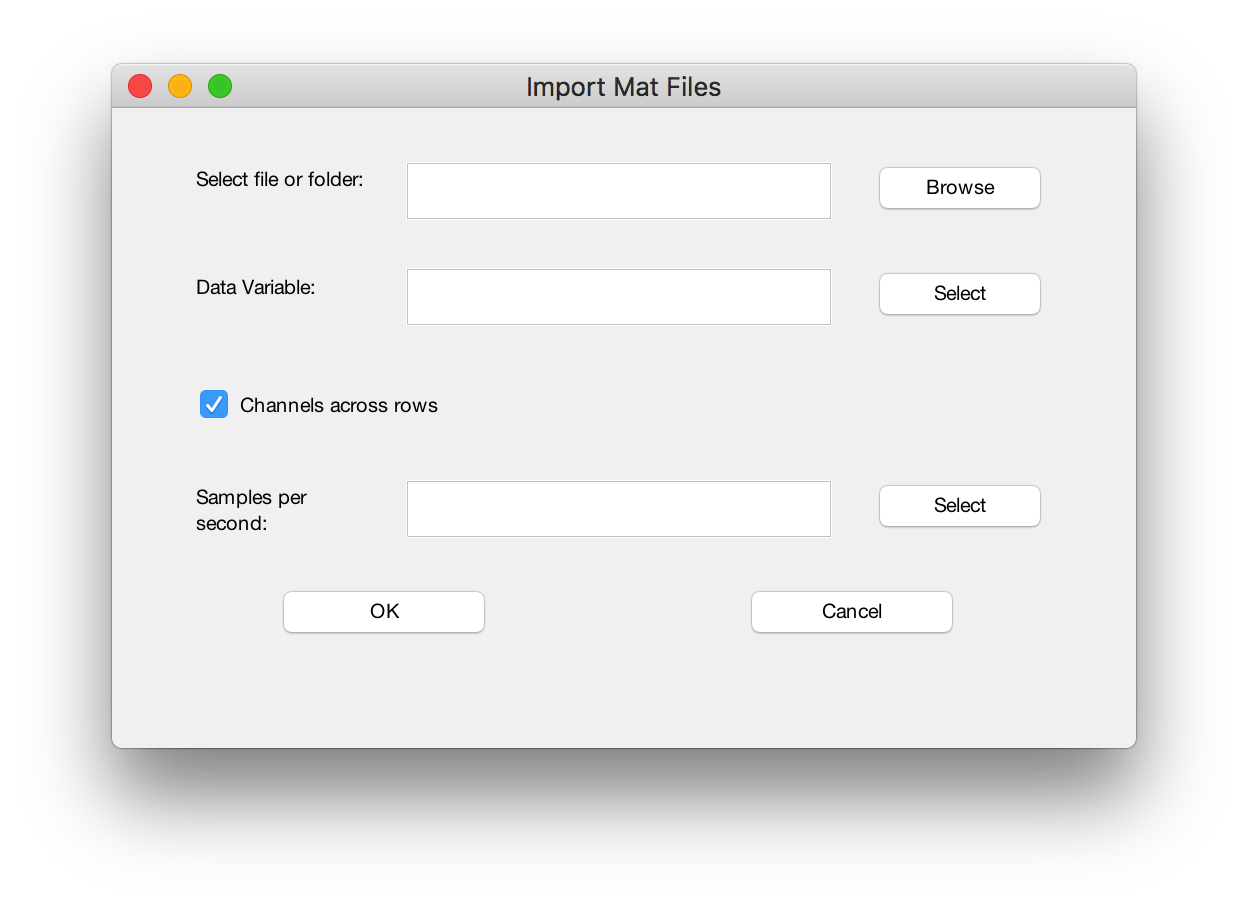 Import Mat Files
Select file or folder:
Browse
Data Variable:
Select
Channels across rows
Samples per
second:
Select
OK
Cancel